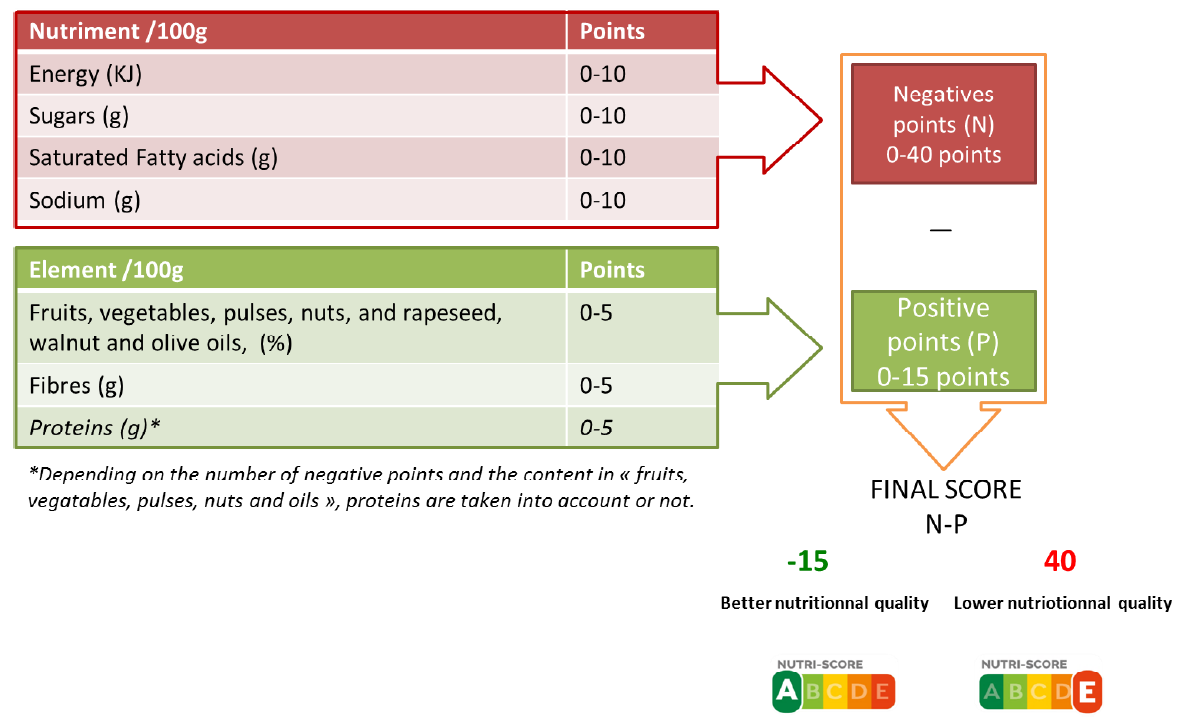 Nutriment /100g Points
Energy (KJ) 0-10
Sugars (g) 0-10
Saturated Fatty acids (g) 0-10
Sodium (g) 0-10
Element /100g Points
Fruits, vegetables, pulses, nuts, and rapeseed, 0-5
walnut and olive oils, (%)
Fibres (g) 0-5
Proteins (g)* 0-5
*Depending on the number of negative points and the content in « fruits,
vegatables, pulses, nuts and oils », proteins are taken into account or not.
Negatives
points (N)
0-40 points
—
Positive
points (P)
0-15 points
FINAL SCORE
N-P
-15 40
Better nutritionnal quality Lower nutriotionnal quality
NUTRI-SCORE NUTRI-SCORE
A B C D E A B C D E